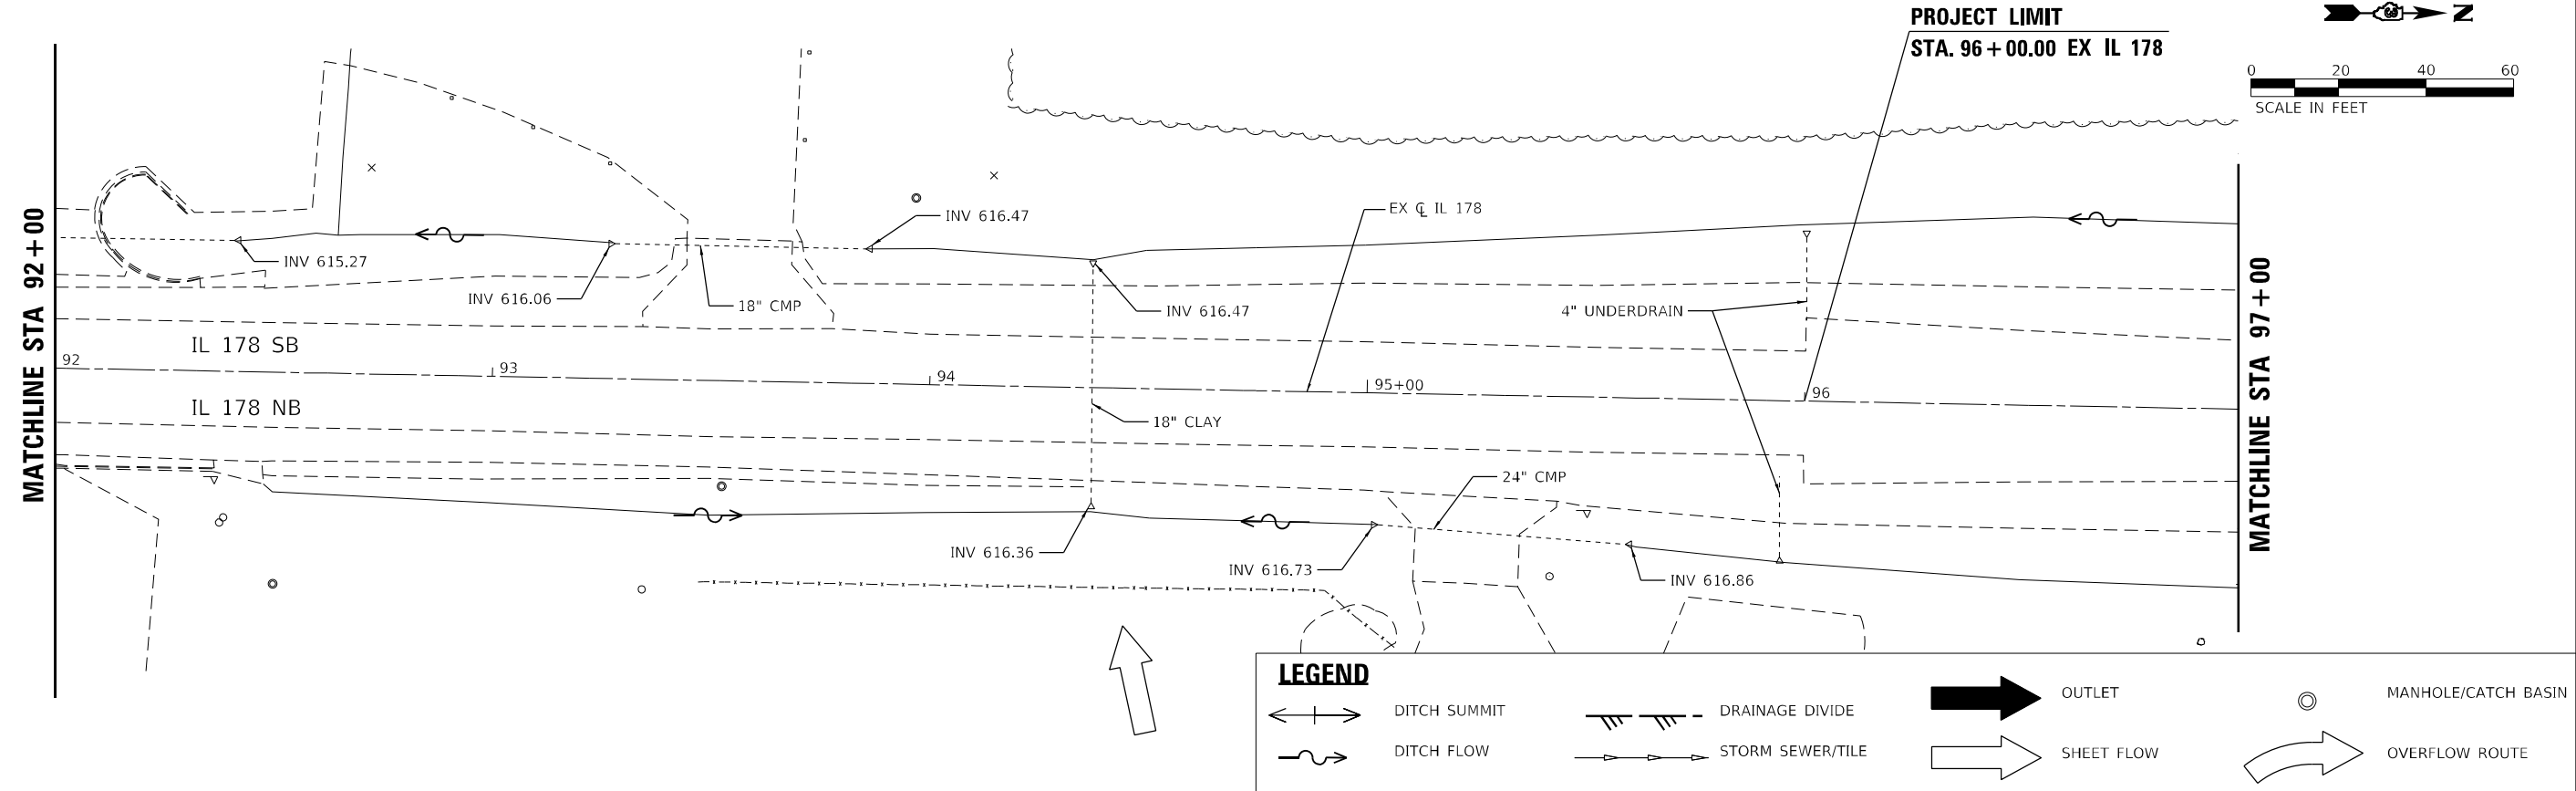 PROJECT LIMIT
STA. 96+00.00 EX IL 178
N
0 20 40 60
SCALE IN FEET
MATCHLINE STA 92+00
INV 616.47
EX ℄ IL 178
INV 615.27
INV 616.06
18" CMP
INV 616.47
4" UNDERDRAIN
MATCHLINE STA 97+00
IL 178 SB
92
93
94
95+00
96
IL 178 NB
18" CLAY
24" CMP
INV 616.36
INV 616.73
INV 616.86
LEGEND
DITCH SUMMIT
DRAINAGE DIVIDE
OUTLET
MANHOLE/CATCH BASIN
DITCH FLOW
STORM SEWER/TILE
SHEET FLOW
OVERFLOW ROUTE